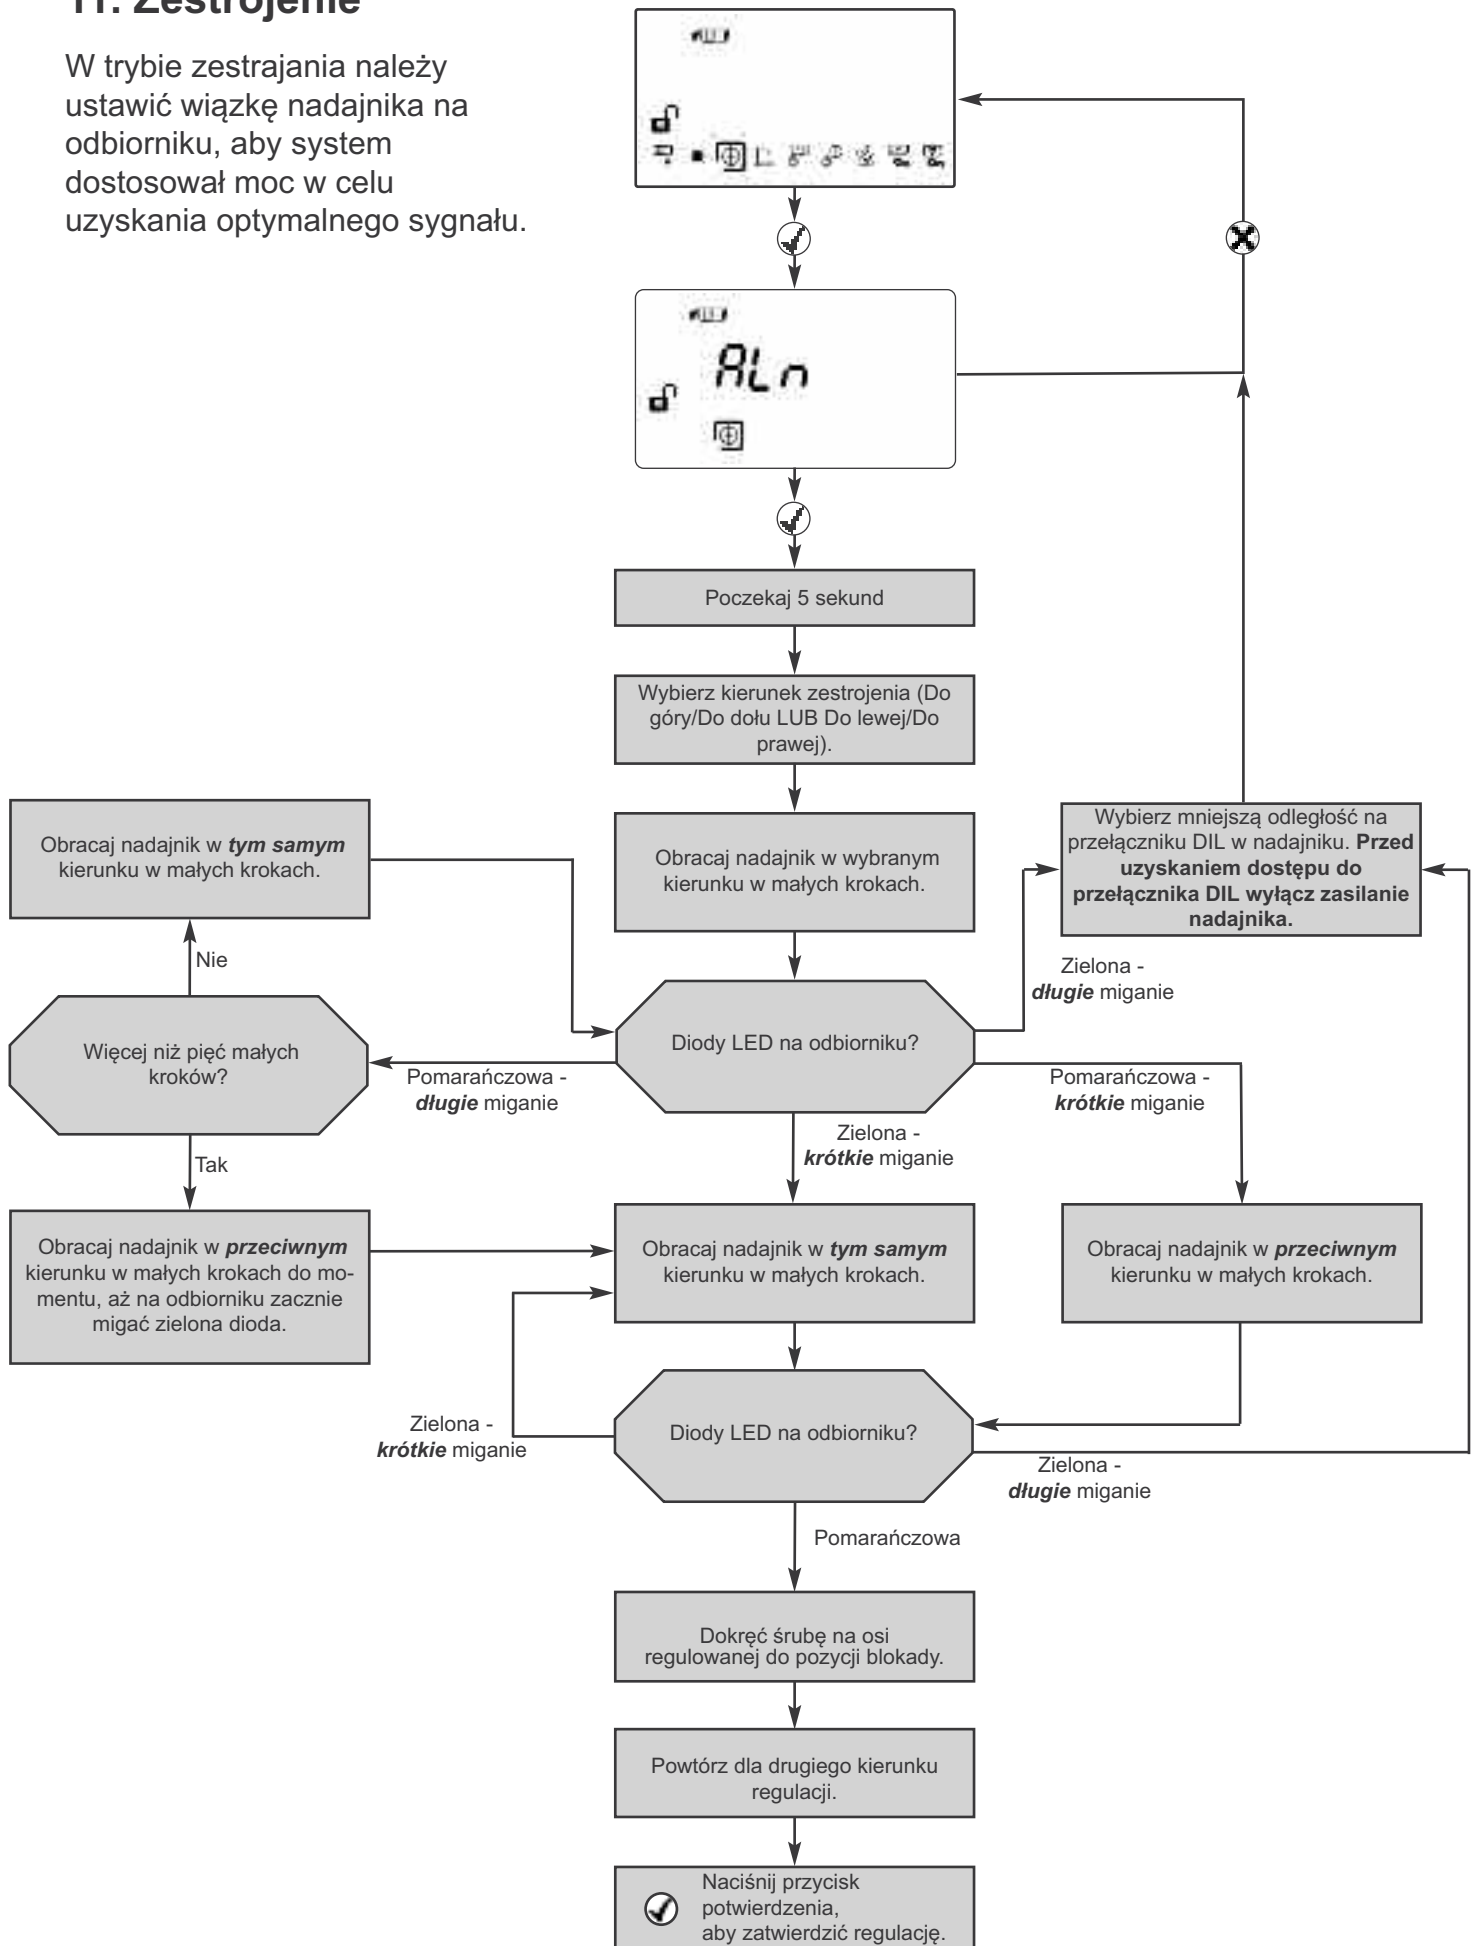 11. Zestrojenie
W trybie zestrajania należy
ustawić wiązkę nadajnika na
odbiorniku, aby system
dostosował moc w celu
uzyskania optymalnego sygnału.
ALn
Poczekaj 5 sekund
Wybierz kierunek zestrojenia (Do
góry/Do dołu LUB Do lewej/Do
prawej).
Obracaj nadajnik w tym samym
kierunku w małych krokach.
Obracaj nadajnik w wybranym
kierunku w małych krokach.
Wybierz mniejszą odległość na
przełączniku DIL w nadajniku. Przed
uzyskaniem dostępu do
przełącznika DIL wyłącz zasilanie
nadajnika.
Nie
Zielona -
długie miganie
Więcej niż pięć małych
kroków?
Diody LED na odbiorniku?
Pomarańczowa -
długie miganie
Pomarańczowa -
krótkie miganie
Zielona -
krótkie miganie
Tak
Obracaj nadajnik w przeciwnym
kierunku w małych krokach do mo-
mentu, aż na odbiorniku zacznie
migać zielona dioda.
Obracaj nadajnik w tym samym
kierunku w małych krokach.
Obracaj nadajnik w przeciwnym
kierunku w małych krokach.
Zielona -
krótkie miganie
Diody LED na odbiorniku?
Zielona -
długie miganie
Pomarańczowa
Dokręć śrubę na osi
regulowanej do pozycji blokady.
Powtórz dla drugiego kierunku
regulacji.
Naciśnij przycisk
potwierdzenia,
aby zatwierdzić regulację.